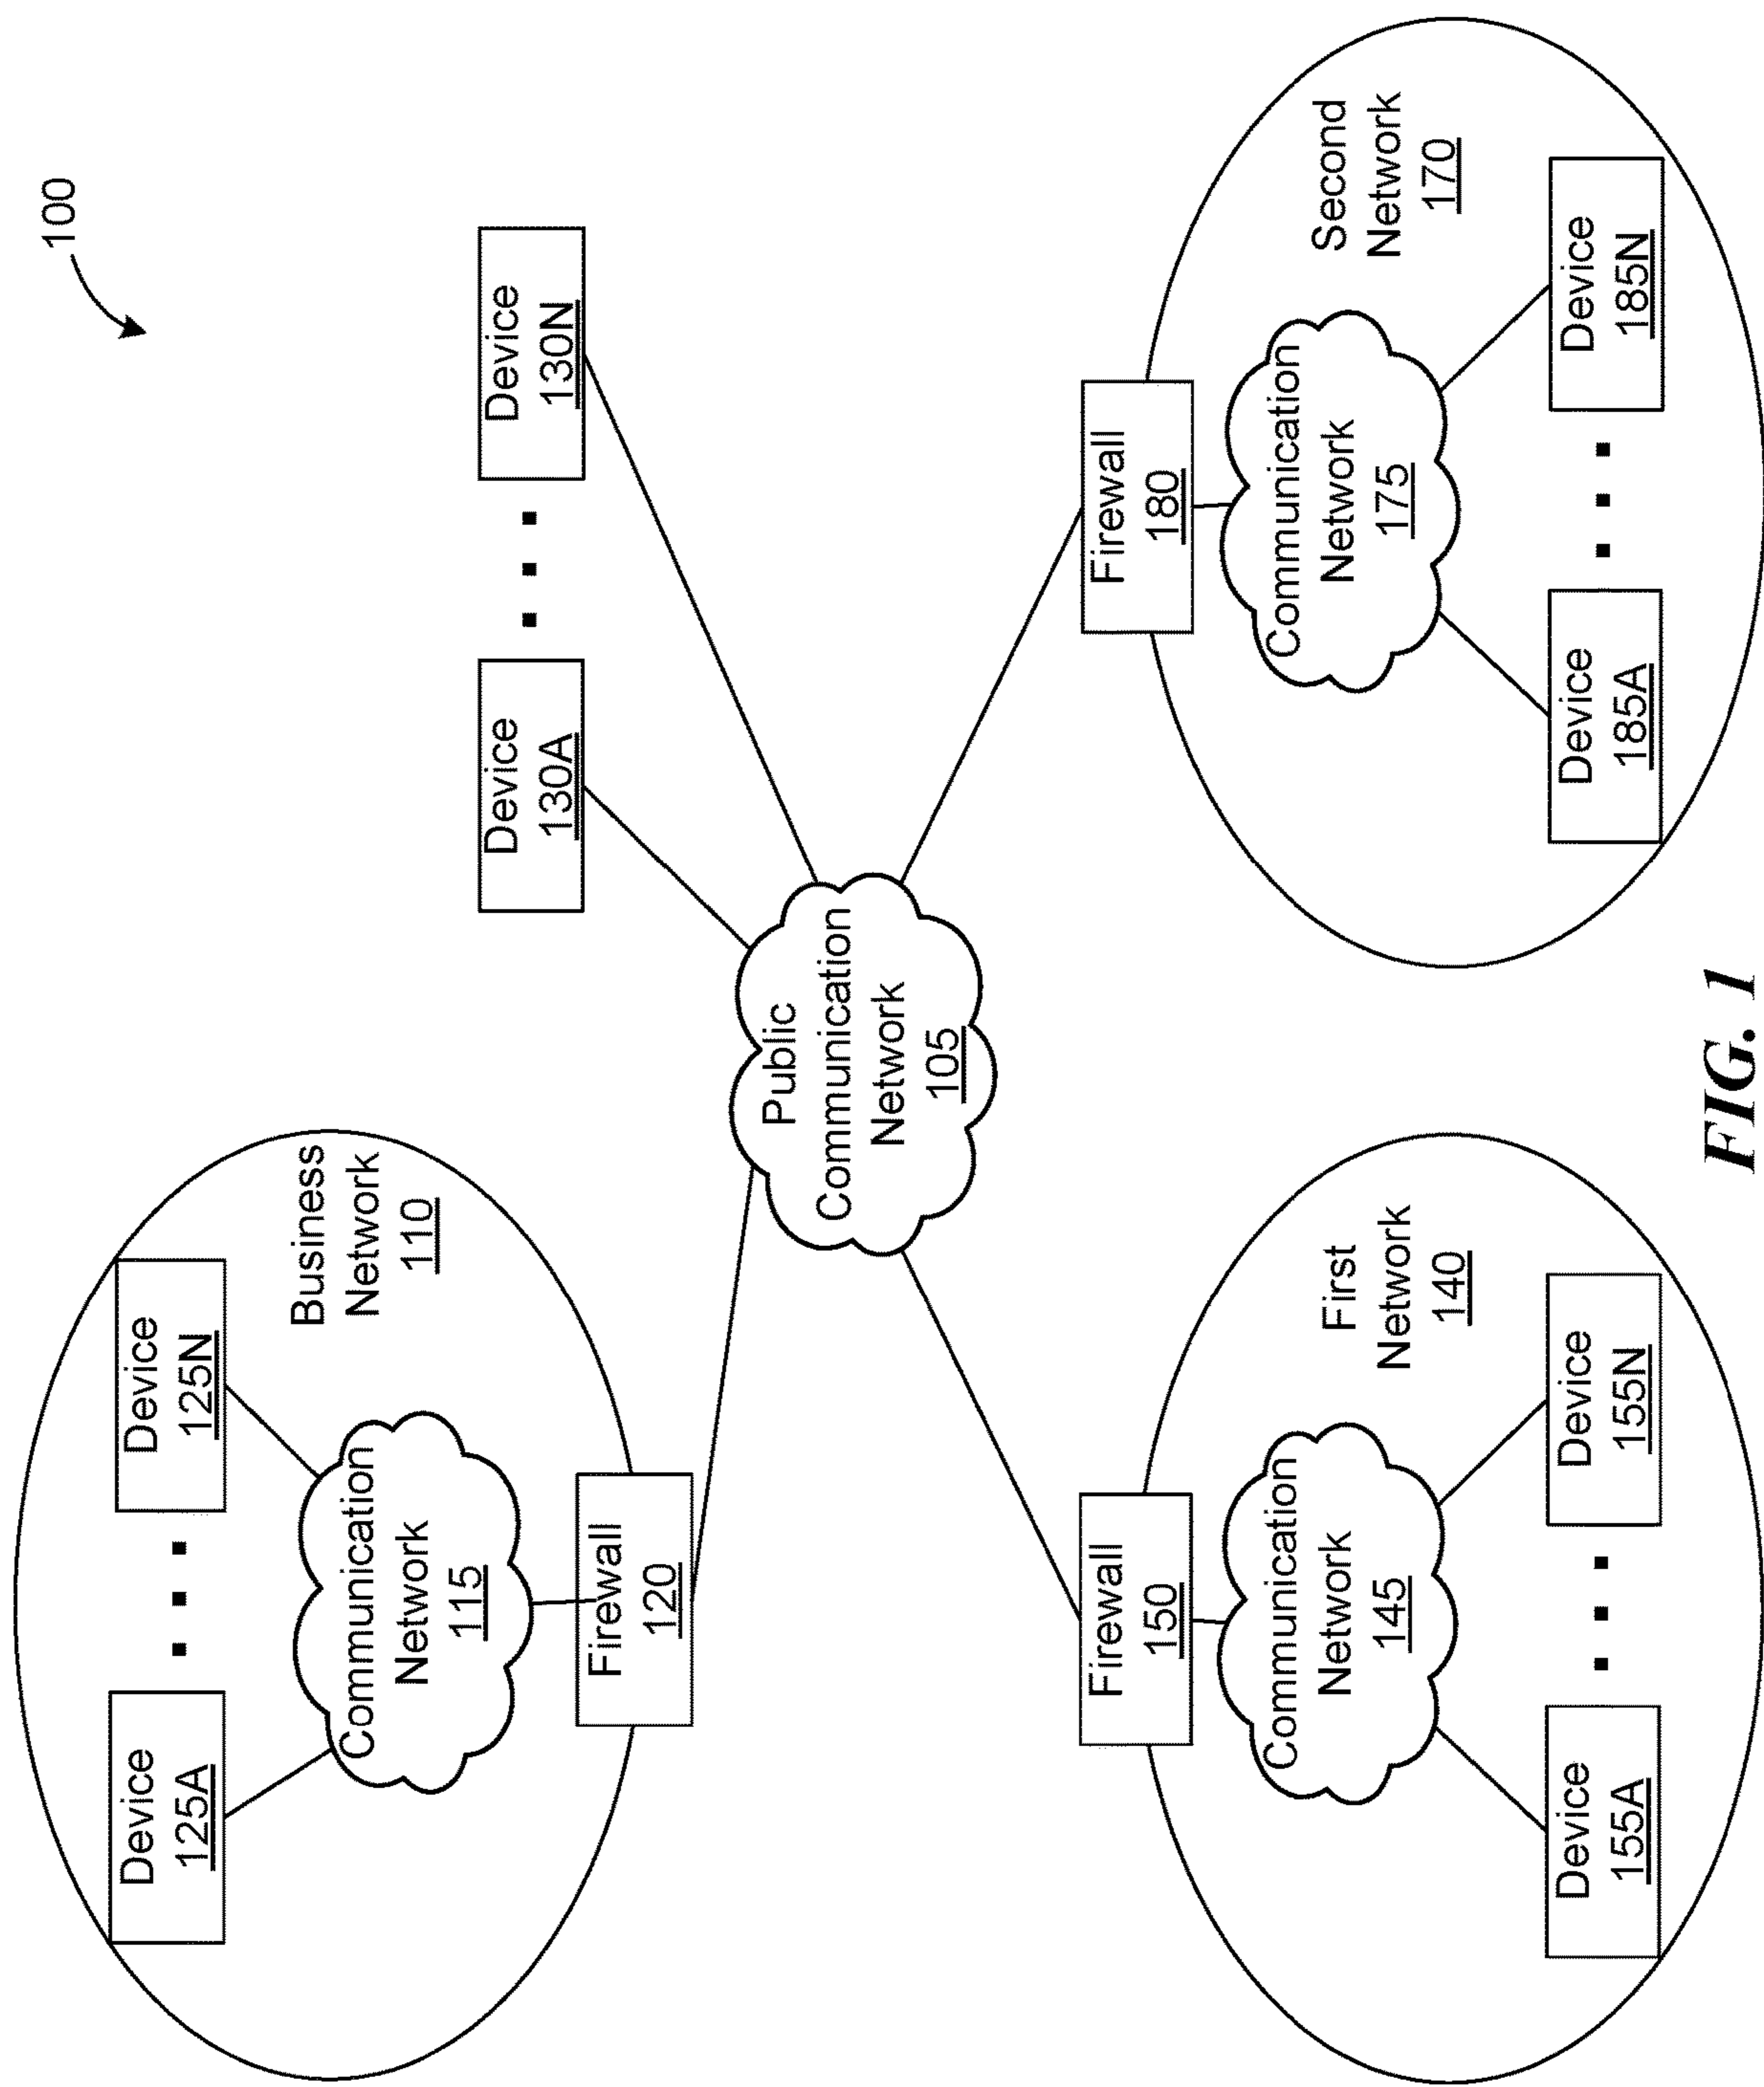 100
Device
125A
Device
125N
Business
Network
110
Communication
Network
115
Firewall
120
Device
130A
Device
130N
Public
Communication
Network
105
Firewall
150
Communication
Network
145
First
Network
140
Device
155A
Device
155N
Firewall
180
Communication
Network
175
Second
Network
170
Device
185A
Device
185N
FIG. 1